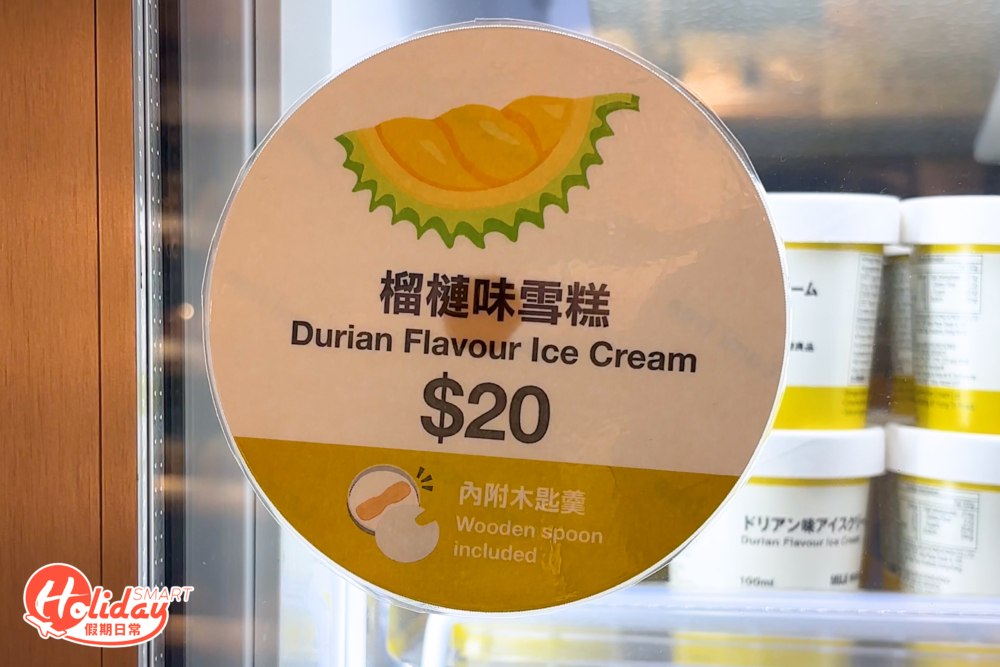 榴槤味雪糕
Durian Flavour Ice Cream
$20
內附木匙羹
Wooden spoon
included
ドリアン味アイスクリ
Durian Flavour Ice Cream
100ml
ーム
SMART
Holiday
假期日常